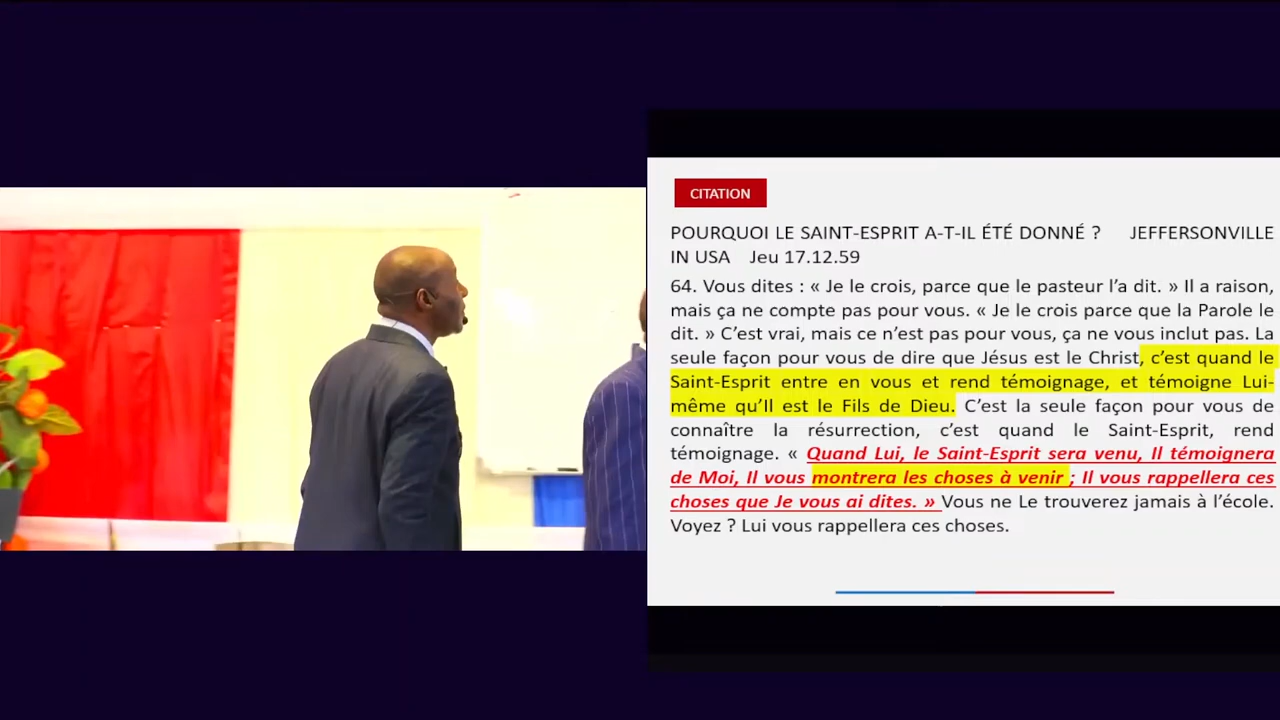 CITATION
POURQUOI LE SAINT-ESPRIT A-T-IL ÉTÉ DONNÉ ? JEFFERSONVILLE
IN USA Jeu 17.12.59
64. Vous dites : « Je le crois, parce que le pasteur l’a dit. » Il a raison,
mais ça ne compte pas pour vous. « Je le crois parce que la Parole le
dit. » C’est vrai, mais ce n’est pas pour vous, ça ne vous inclut pas. La
seule façon pour vous de dire que Jésus est le Christ, c’est quand le
Saint-Esprit entre en vous et rend témoignage, et témoigne Lui-
même qu’Il est le Fils de Dieu. C’est la seule façon pour vous de
connaître la résurrection, c’est quand le Saint-Esprit, rend
témoignage. « Quand Lui, le Saint-Esprit sera venu, Il témoignera
de Moi, Il vous montrera les choses à venir ; Il vous rappellera ces
choses que Je vous ai dites. » Vous ne Le trouverez jamais à l’école.
Voyez ? Lui vous rappellera ces choses.